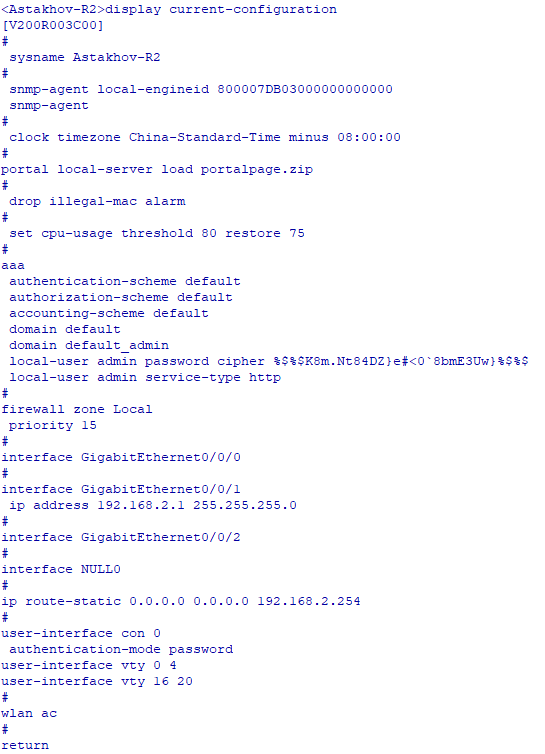 <Astakhov-R2>display current-configuration
[V200R003C00]
#
 sysname Astakhov-R2
#
 snmp-agent local-engineid 800007DB03000000000000
 snmp-agent
#
 clock timezone China-Standard-Time minus 08:00:00
#
portal local-server load portalpage.zip
#
 drop illegal-mac alarm
#
 set cpu-usage threshold 80 restore 75
#
aaa
 authentication-scheme default
 authorization-scheme default
 accounting-scheme default
 domain default
 domain default_admin
 local-user admin password cipher %$%$K8m.Nt84DZ}e#<0`8bmE3Uw}%$%$
 local-user admin service-type http
#
firewall zone Local
 priority 15
#
interface GigabitEthernet0/0/0
#
interface GigabitEthernet0/0/1
 ip address 192.168.2.1 255.255.255.0
#
interface GigabitEthernet0/0/2
#
interface NULL0
#
ip route-static 0.0.0.0 0.0.0.0 192.168.2.254
#
user-interface con 0
 authentication-mode password
user-interface vty 0 4
user-interface vty 16 20
#
wlan ac
#
return